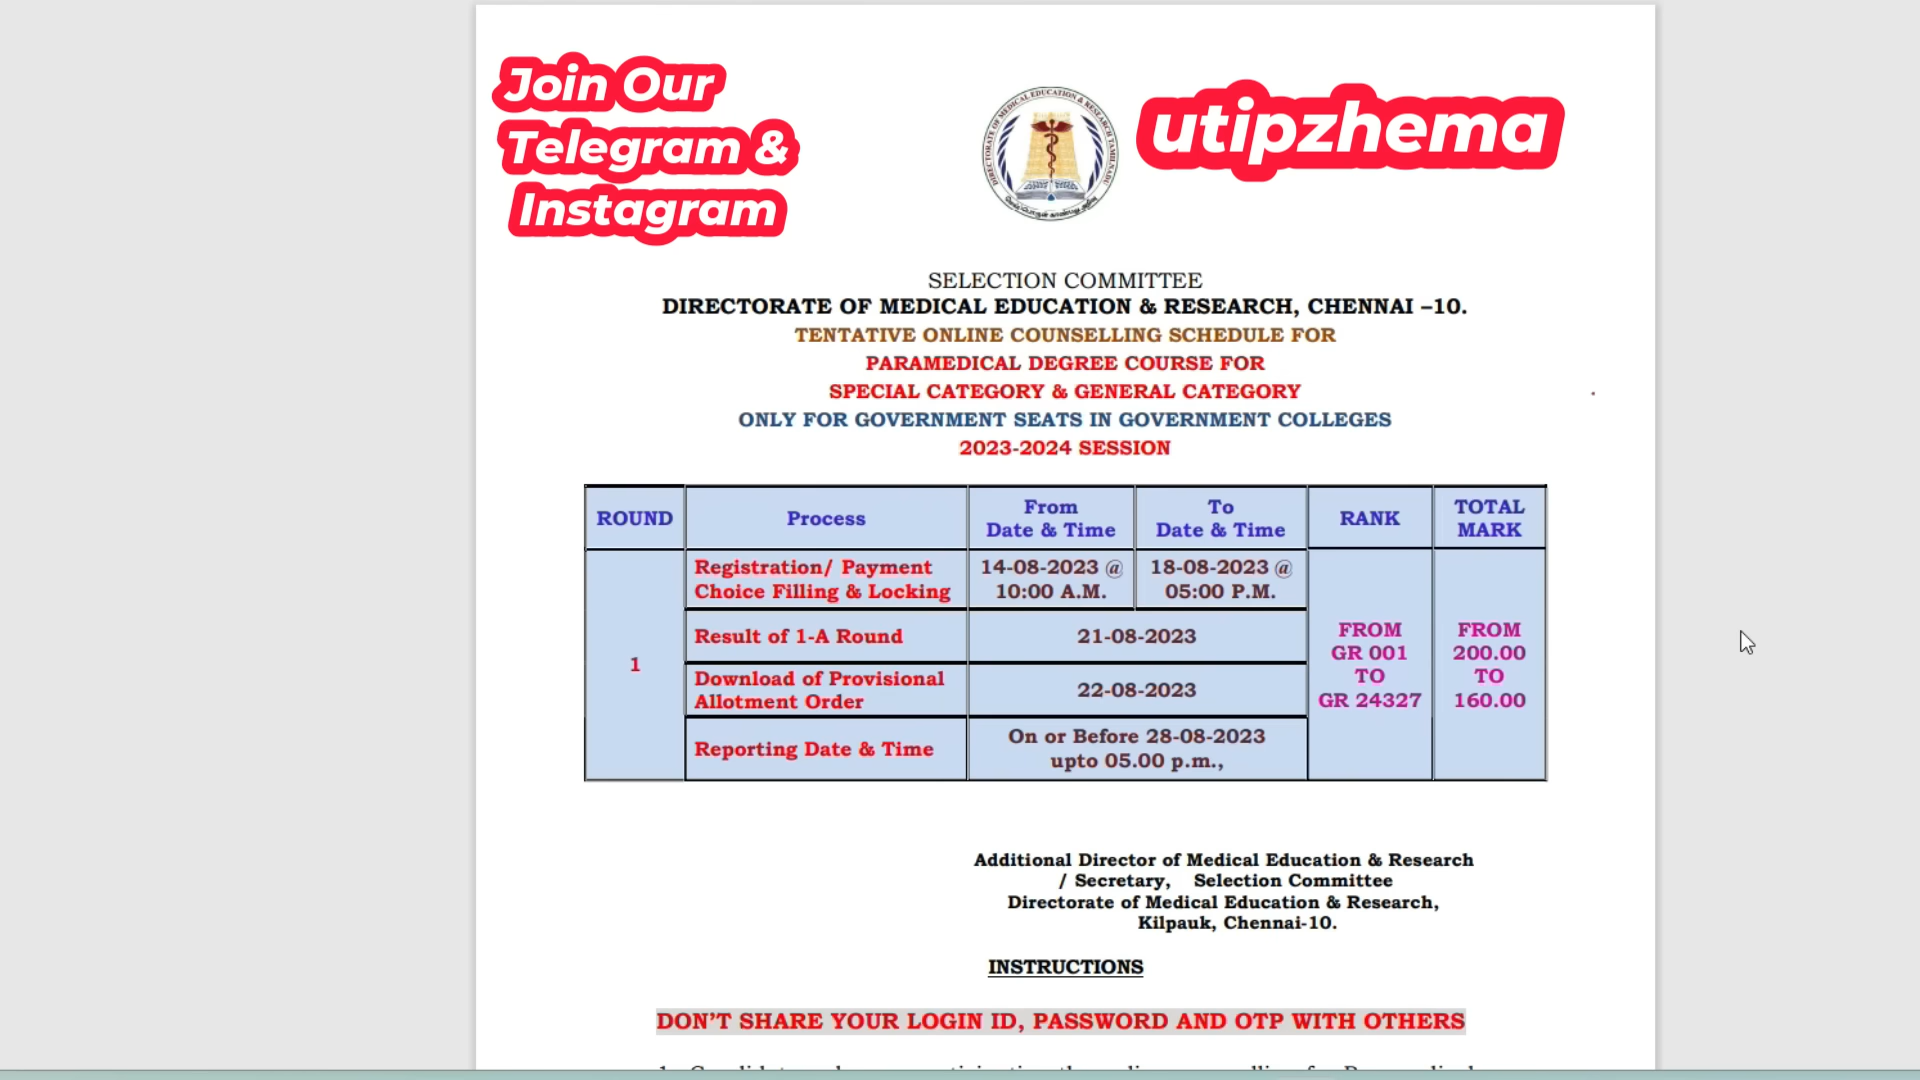 Join Our
Telegram &
Instagram
utipzhema
DIRECTORATE OF MEDICAL EDUCATION & RESEARCH TAMILNADU
SELECTION COMMITTEE
DIRECTORATE OF MEDICAL EDUCATION & RESEARCH, CHENNAI –10.
TENTATIVE ONLINE COUNSELLING SCHEDULE FOR
PARAMEDICAL DEGREE COURSE FOR
SPECIAL CATEGORY & GENERAL CATEGORY
ONLY FOR GOVERNMENT SEATS IN GOVERNMENT COLLEGES
2023-2024 SESSION
ROUND
Process
From
Date & Time
To
Date & Time
RANK
TOTAL
MARK
1
Registration/ Payment
Choice Filling & Locking
14-08-2023 @
10:00 A.M.
18-08-2023 @
05:00 P.M.
Result of 1-A Round
21-08-2023
Download of Provisional
Allotment Order
22-08-2023
Reporting Date & Time
On or Before 28-08-2023
upto 05.00 p.m.,
FROM
GR 001
TO
GR 24327
FROM
200.00
TO
160.00
Additional Director of Medical Education & Research
/ Secretary, Selection Committee
Directorate of Medical Education & Research,
Kilpauk, Chennai-10.
INSTRUCTIONS
DON’T SHARE YOUR LOGIN ID, PASSWORD AND OTP WITH OTHERS